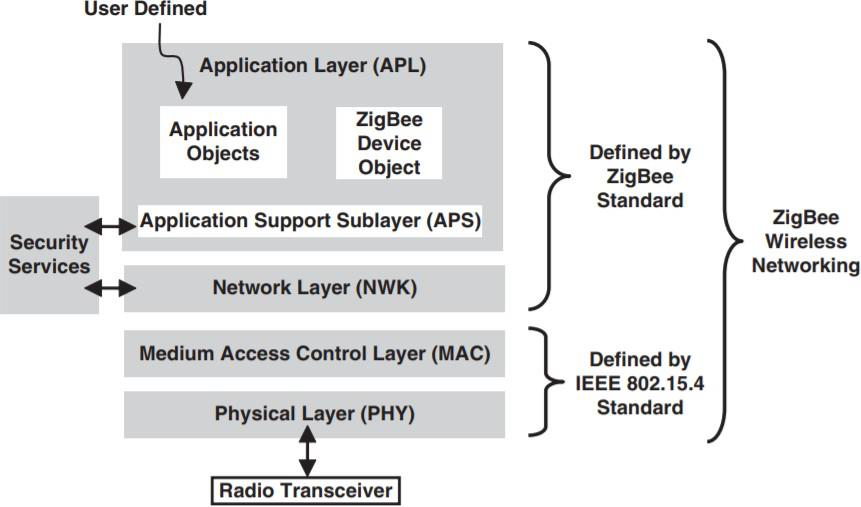 User Defined
Application Layer (APL)
Application
Objects
ZigBee
Device
Object
Application Support Sublayer (APS)
Security
Services
Network Layer (NWK)
Medium Access Control Layer (MAC)
Physical Layer (PHY)
Radio Transceiver
Defined by
ZigBee
Standard
Defined by
IEEE 802.15.4
Standard
ZigBee
Wireless
Networking